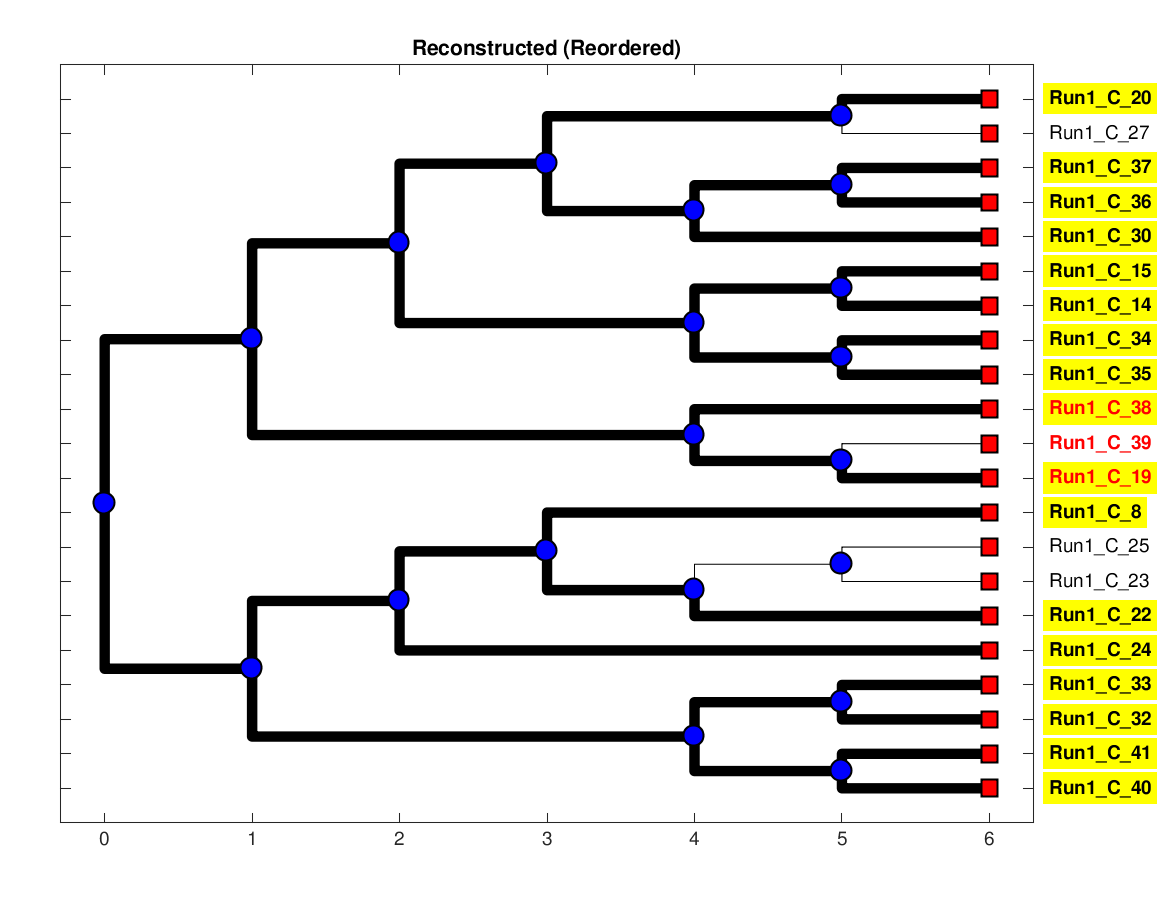 Reconstructed (Reordered)
Run1_C_20
Run1_C_27
Run1_C_37
Run1_C_36
Run1_C_30
Run1_C_15
Run1_C_14
Run1_C_34
Run1_C_35
Run1_C_38
Run1_C_39
Run1_C_19
Run1_C_8
Run1_C_25
Run1_C_23
Run1_C_22
Run1_C_24
Run1_C_33
Run1_C_32
Run1_C_41
Run1_C_40
0 1 2 3 4 5 6